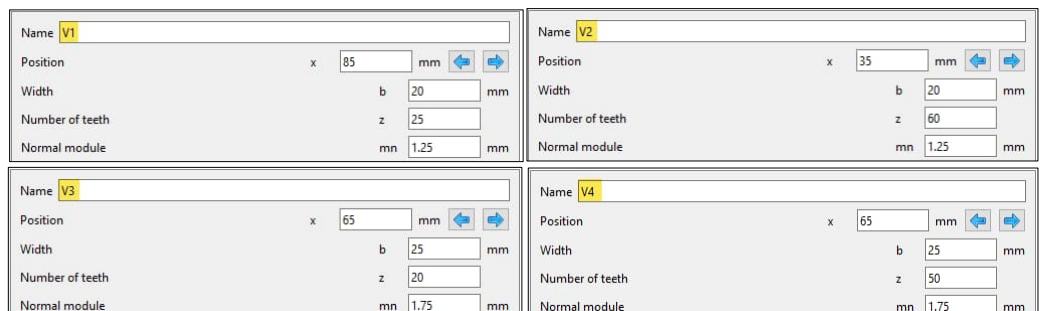 Name V1
Position x 85 mm
Width b 20 mm
Number of teeth z 25
Normal module mn 1.25 mm
Name V2
Position x 35 mm
Width b 20 mm
Number of teeth z 60
Normal module mn 1.25 mm
Name V3
Position x 65 mm
Width b 25 mm
Number of teeth z 20
Normal module mn 1.75 mm
Name V4
Position x 65 mm
Width b 25 mm
Number of teeth z 50
Normal module mn 1.75 mm